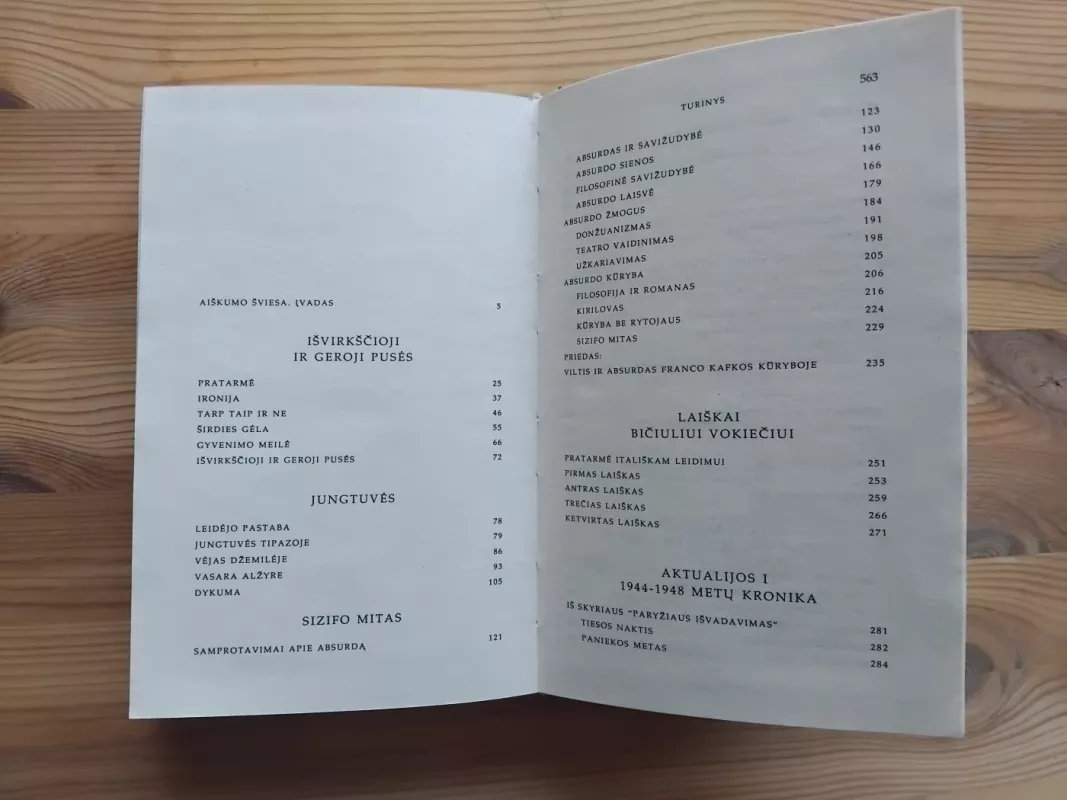 AIŠKUMO ŠVIESA. ĮVADAS 5
IŠVIRKŠČIOJI
IR GEROJI PUSĖS
PRATARMĖ 25
IRONIJA 37
TARP TAIP IR NE 46
ŠIRDIES GĖLA 55
GYVENIMO MEILĖ 66
IŠVIRKŠČIOJI IR GEROJI PUSĖS 72
JUNGTUVĖS
LEIDĖJO PASTABA 78
JUNGTUVĖS TIPAZOJE 79
VĖJAS DŽEMILĖJE 86
VASARA ALŽYRE 93
DYKUMA 105
SIZIFO MITAS
SAMPROTAVIMAI APIE ABSURDĄ 121
TURINYS 563
ABSURDAS IR SAVIŽUDYBĖ 123
ABSURDO SIENOS 130
FILOSOFINĖ SAVIŽUDYBĖ 146
ABSURDO LAISVĖ 166
ABSURDO ŽMOGUS 179
DONŽUANIZMAS 184
TEATRO VAIDINIMAS 191
UŽKARIAVIMAS 198
ABSURDO KŪRYBA 205
FILOSOFIJA IR ROMANAS 206
KIRILOVAS 216
KŪRYBA BE RYTOJAUS 224
SIZIFO MITAS 229
PRIEDAS:
VILTIS IR ABSURDAS FRANCO KAFKOS KŪRYBOJE 235
LAIŠKAI
BIČIULIUI VOKIEČIUI
PRATARMĖ ITALIŠKAM LEIDIMUI 251
PIRMAS LAIŠKAS 253
ANTRAS LAIŠKAS 259
TREČIAS LAIŠKAS 266
KETVIRTAS LAIŠKAS 271
AKTUALIJOS I
1944-1948 METŲ KRONIKA
IŠ SKYRIAUS "PARYŽIAUS IŠVADAVIMAS" 281
TIESOS NAKTIS 282
PANIEKOS METAS 284